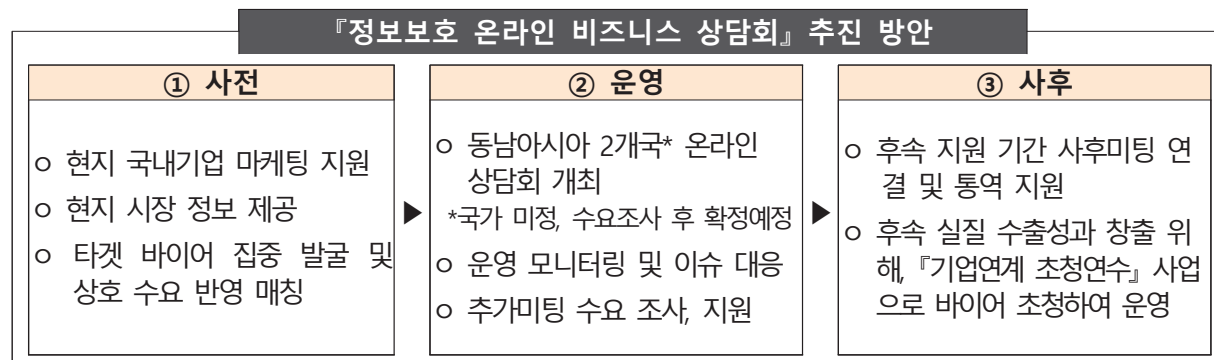 『정보보호 온라인 비즈니스 상담회』 추진 방안
① 사전
ㅇ 현지 국내기업 마케팅 지원
ㅇ 현지 시장 정보 제공
ㅇ 타겟 바이어 집중 발굴 및
상호 수요 반영 매칭
▶
② 운영
ㅇ 동남아시아 2개국* 온라인
상담회 개최
*국가 미정, 수요조사 후 확정예정
ㅇ 운영 모니터링 및 이슈 대응
ㅇ 추가미팅 수요 조사, 지원
▶
③ 사후
ㅇ 후속 지원 기간 사후미팅 연
결 및 통역 지원
ㅇ 후속 실질 수출성과 창출 위
해,『기업연계 초청연수』사업
으로 바이어 초청하여 운영